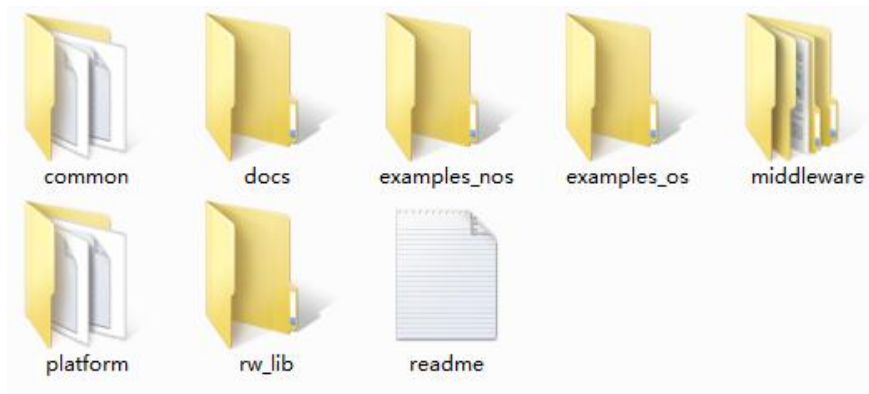 common docs examples_nos examples_os middleware
platform rw_lib readme